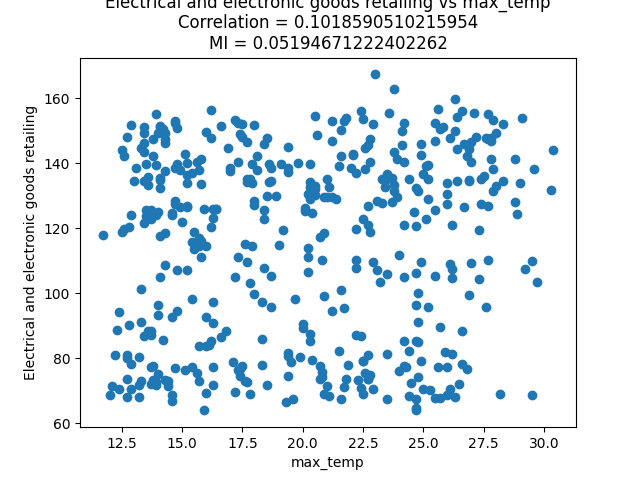 Electrical and electronic goods retailing vs max_temp
Correlation = 0.1018590510215954
MI = 0.05194671222402262
Electrical and electronic goods retailing
160
140
120
100
80
60
12.5 15.0 17.5 20.0 22.5 25.0 27.5 30.0
max_temp